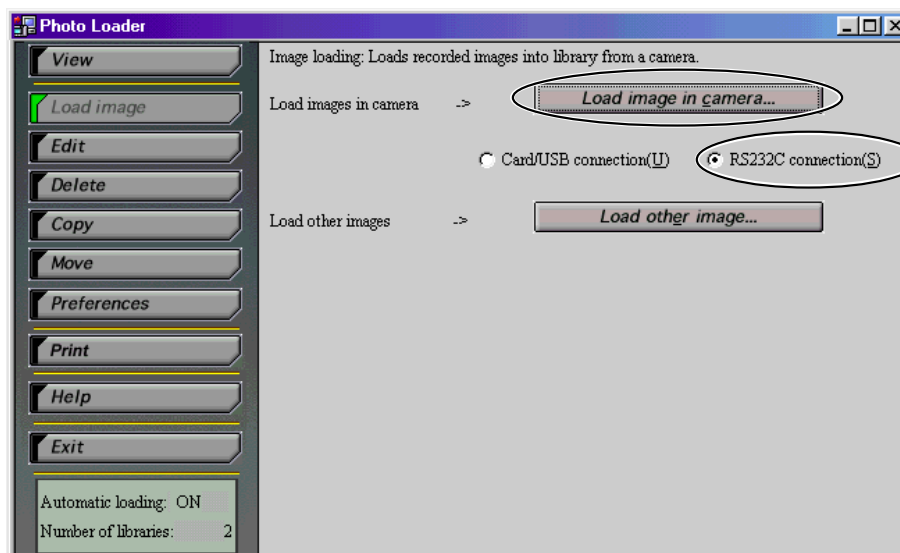 Photo Loader
View
Load image
Edit
Delete
Copy
Move
Preferences
Print
Help
Exit
Automatic loading: ON
Number of libraries: 2
Image loading: Loads recorded images into library from a camera.
Load images in camera -> Load image in camera...
Card/USB connection(U) RS232C connection(S)
Load other images -> Load other image...